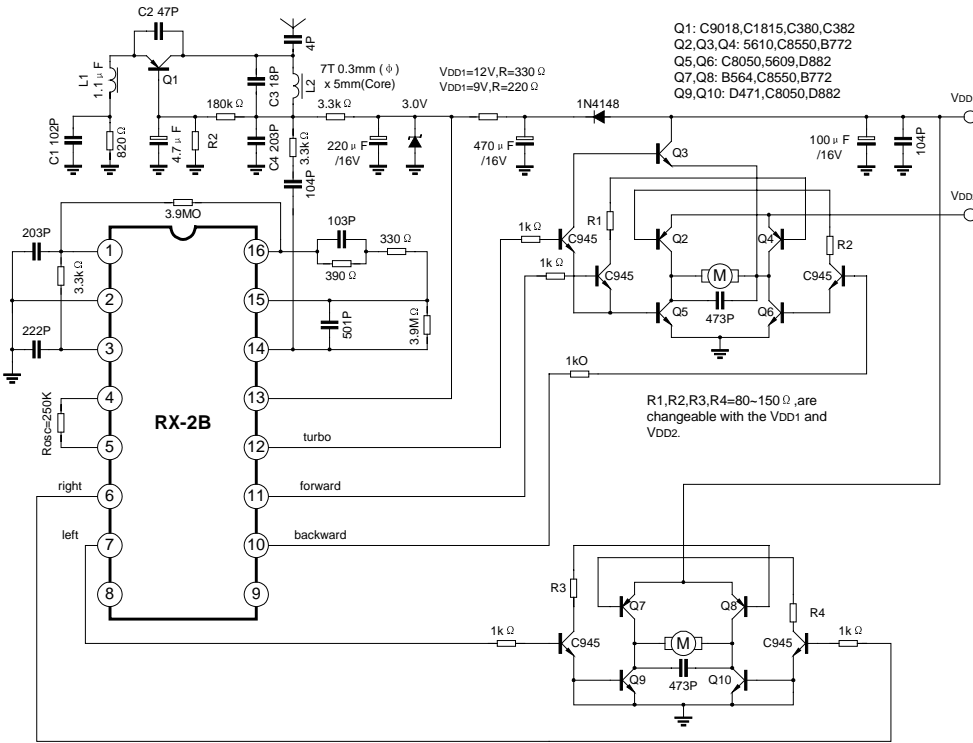 C2 47P
4P
L1
1.1μF
Q1
C3 18P
L2
7T 0.3mm (φ)
x 5mm(Core)
VDD1=12V,R=330Ω
VDD1=9V,R=220Ω
Q1: C9018,C1815,C380,C382
Q2,Q3,Q4: 5610,C8550,B772
Q5,Q6: C8050,5609,D882
Q7,Q8: B564,C8550,B772
Q9,Q10: D471,C8050,D882
180kΩ
3.3kΩ
3.0V
1N4148
C1 102P
820Ω
4.7μF
R2
C4 203P
3.3kΩ
220μF
/16V
470μF
/16V
Q3
100μF
/16V
104P
104P
3.9MO
203P
1
16
103P
330Ω
390Ω
3.3kΩ
2
15
501P
3.9MΩ
222P
3
14
1kΩ
C945
R1
Q2
Q4
R2
1kΩ
C945
M
C945
473P
Q5
Q6
1kO
Rosc=250K
4
13
5
RX-2B
12
turbo
R1,R2,R3,R4=80~150Ω,are
changeable with the VDD1 and
VDD2.
right
6
11
forward
left
7
10
backward
8
9
R3
Q7
Q8
R4
1kΩ
C945
M
C945
1kΩ
Q9
473P
Q10